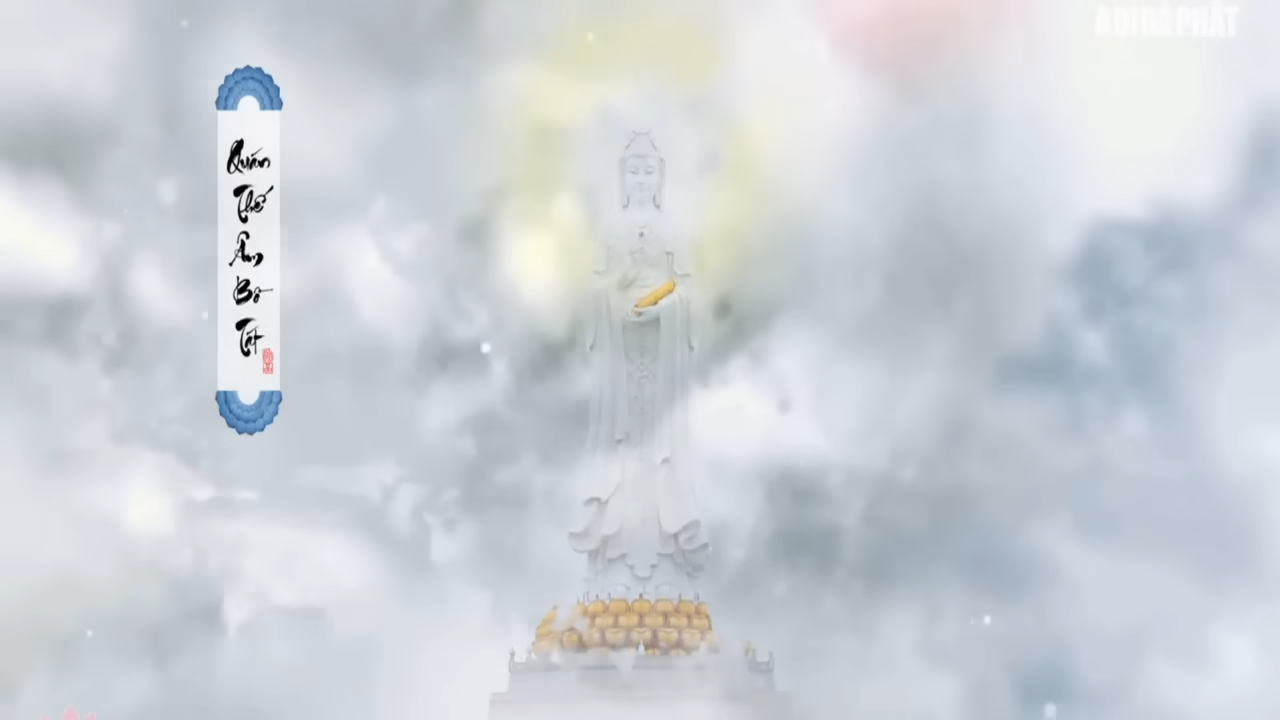 Quán
Thế
Âm
Bồ
Tát
A DI ĐÀ PHẬT